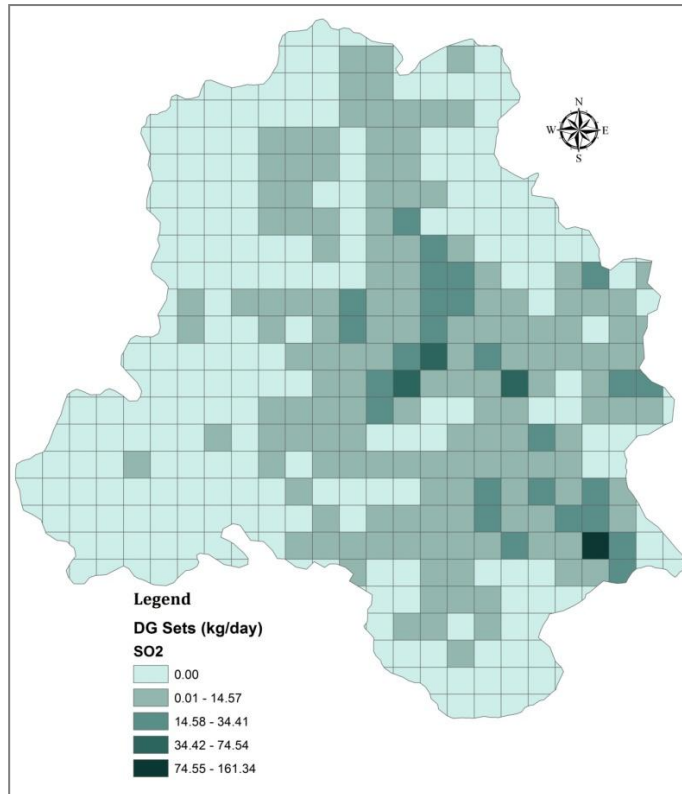 N
W E
S
Legend
DG Sets (kg/day)
SO2
0.00
0.01 - 14.57
14.58 - 34.41
34.42 - 74.54
74.55 - 161.34